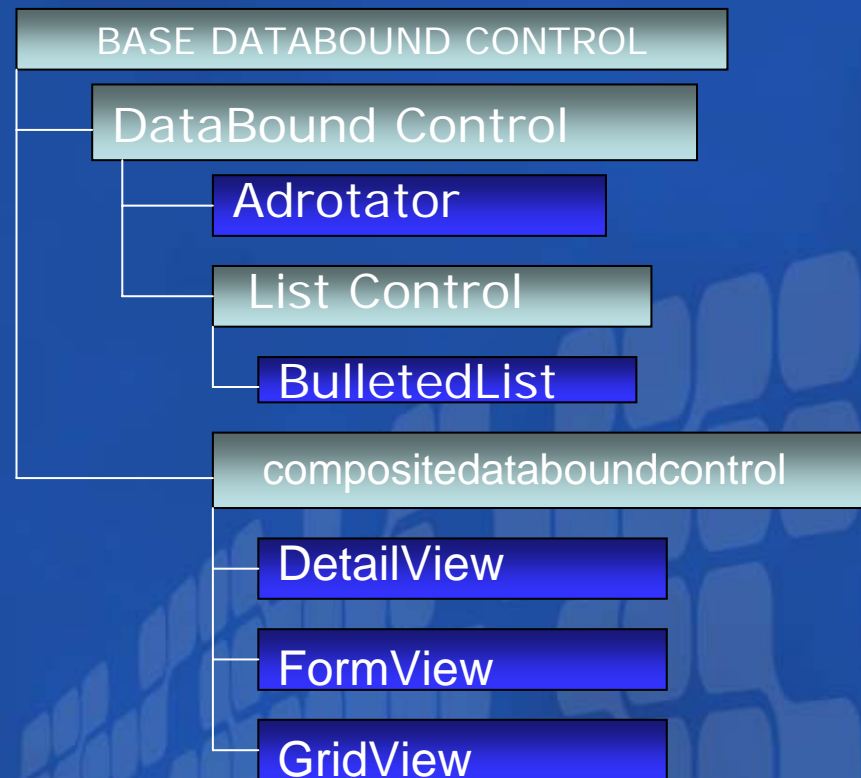 BASE DATABOUND CONTROL
DataBound Control
Adrotator
List Control
BulletedList
compositedataboundcontrol
DetailView
FormView
GridView